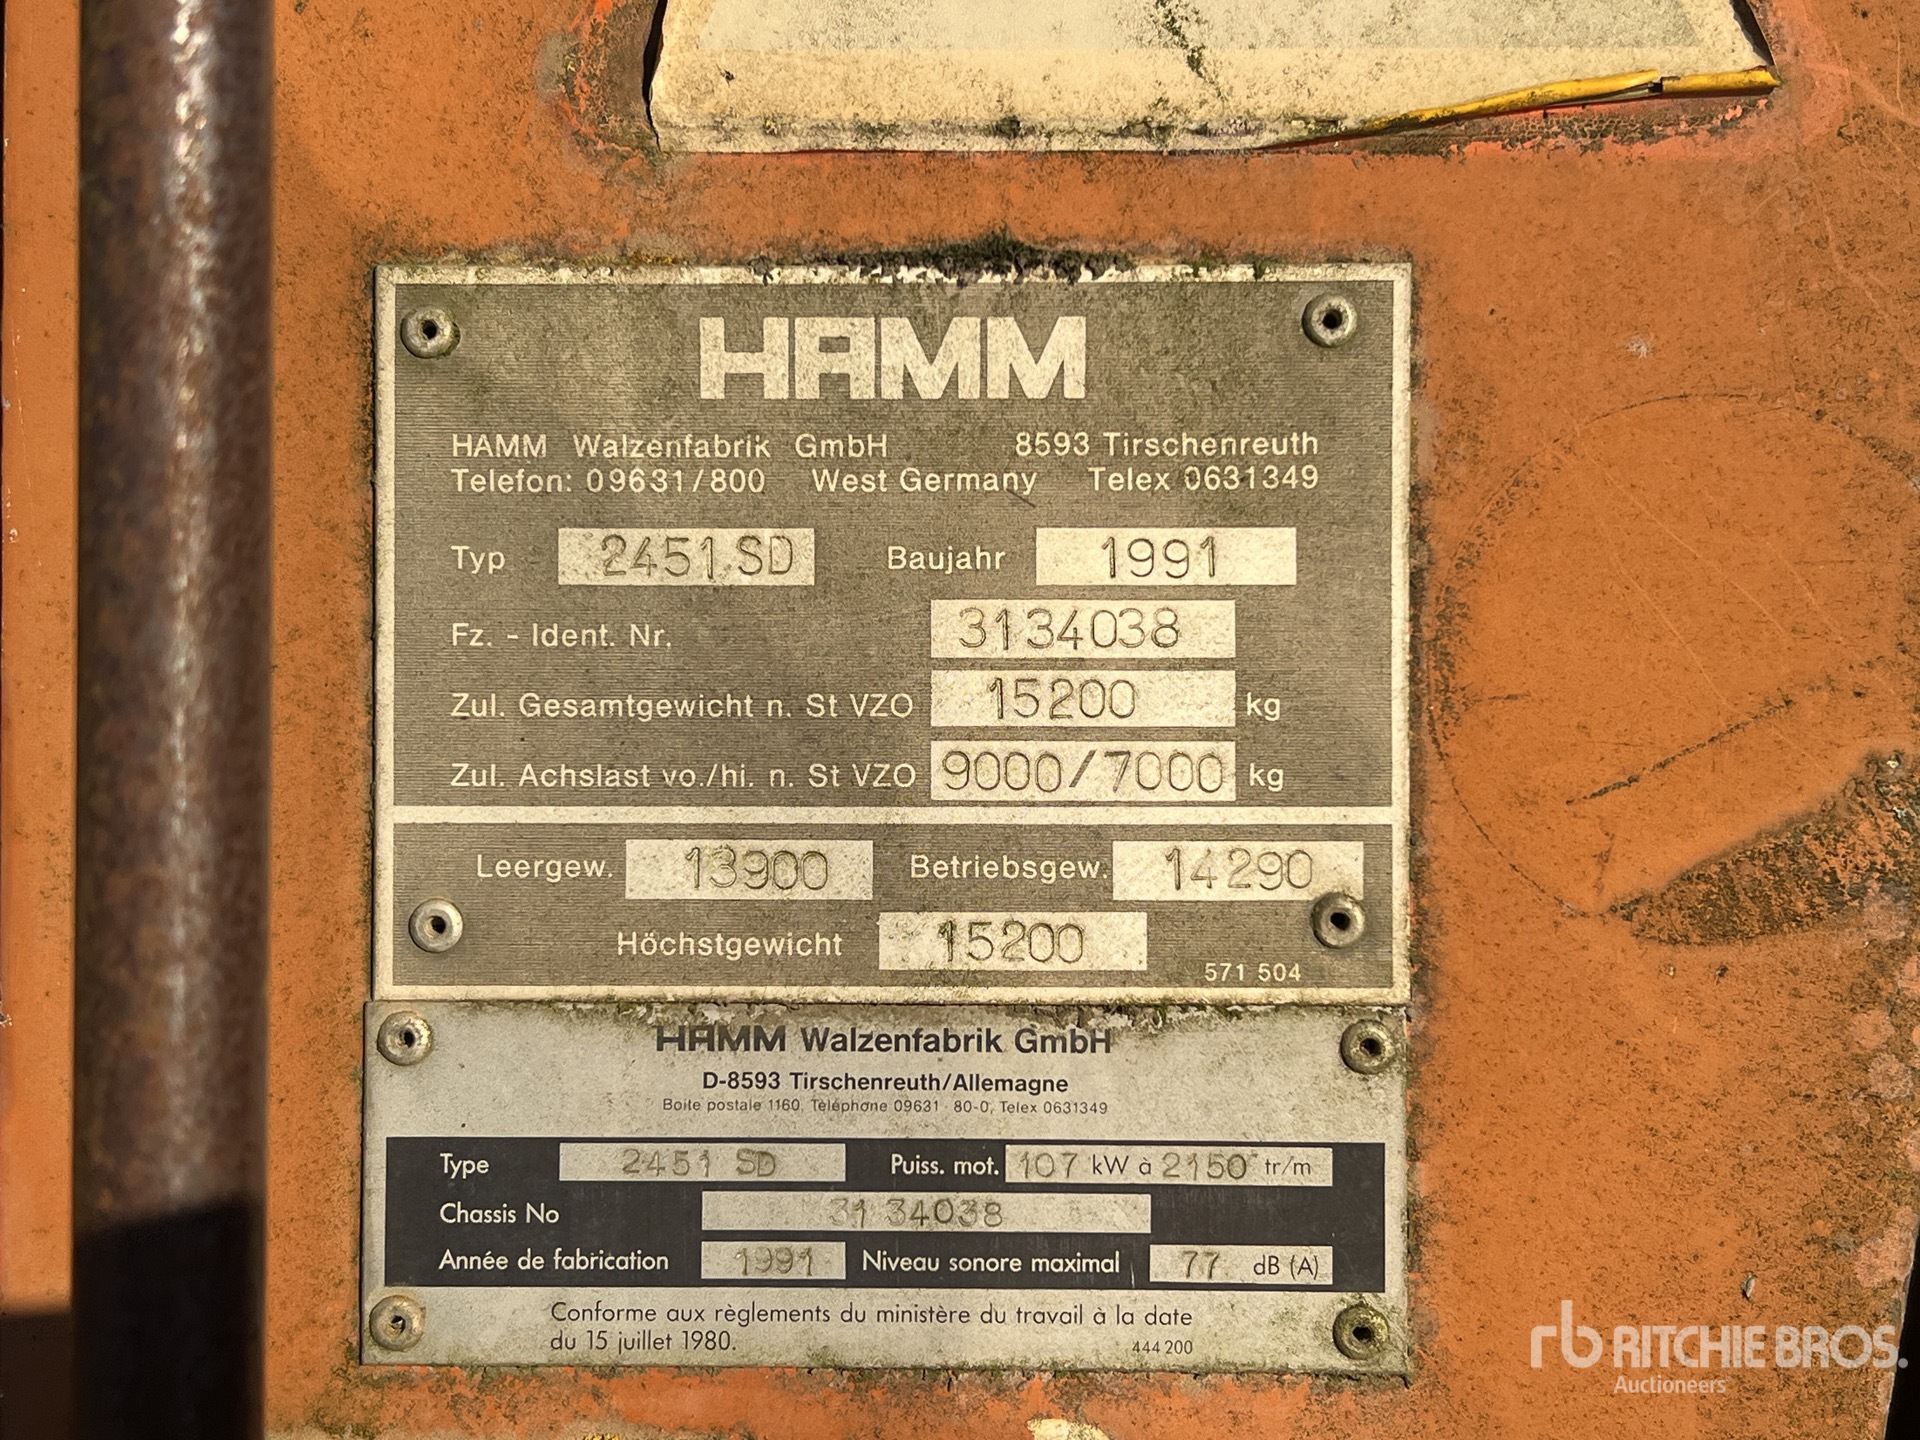 HAMM
HAMM Walzenfabrik GmbH 8593 Tirschenreuth
Telefon: 09631/800 West Germany Telex 0631349
Typ 2451 SD Baujahr 1991
Fz. - Ident. Nr. 3134038
Zul. Gesamtgewicht n. St VZO 15200 kg
Zul. Achslast vo./hi. n. St VZO 9000/7000 kg
Leergew. 13900 Betriebsgew. 14290
Höchstgewicht 15200
571 504
HAMM Walzenfabrik GmbH
D-8593 Tirschenreuth/Allemagne
Boite postale 1160, Téléphone 09631 80-0, Telex 0631349
Type 2451 SD Puiss. mot. 107 kW à 2150 tr/m
Chassis No 3134038
Année de fabrication 1991 Niveau sonore maximal 77 dB (A)
Conforme aux règlements du ministère du travail à la date
du 15 juillet 1980.
444 200
rb RITCHIE BROS.
Auctioneers